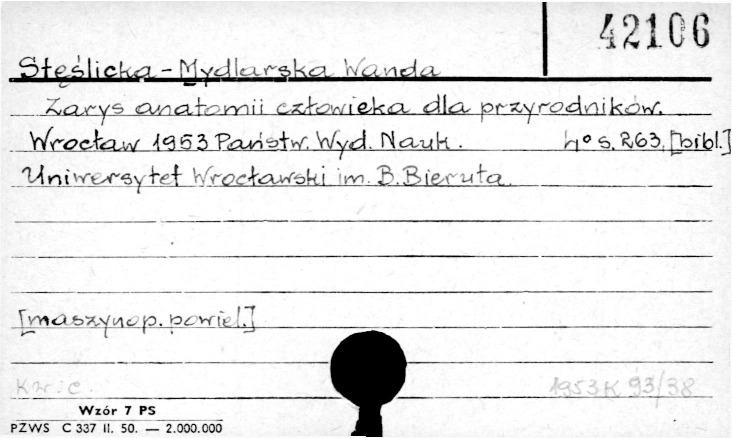 42106
Stęślicka-Mydlarska Wanda
Zarys anatomii człowieka dla przyrodników.
Wrocław 1953 Państw. Wyd. Nauk. 4° s. 263, [bibl.]
Uniwersytet Wrocławski im. B. Bieruta.
[maszynop. powiel.]
1953 K 93/38
Wzór 7 PS
PZWS C 337 II. 50. — 2.000.000